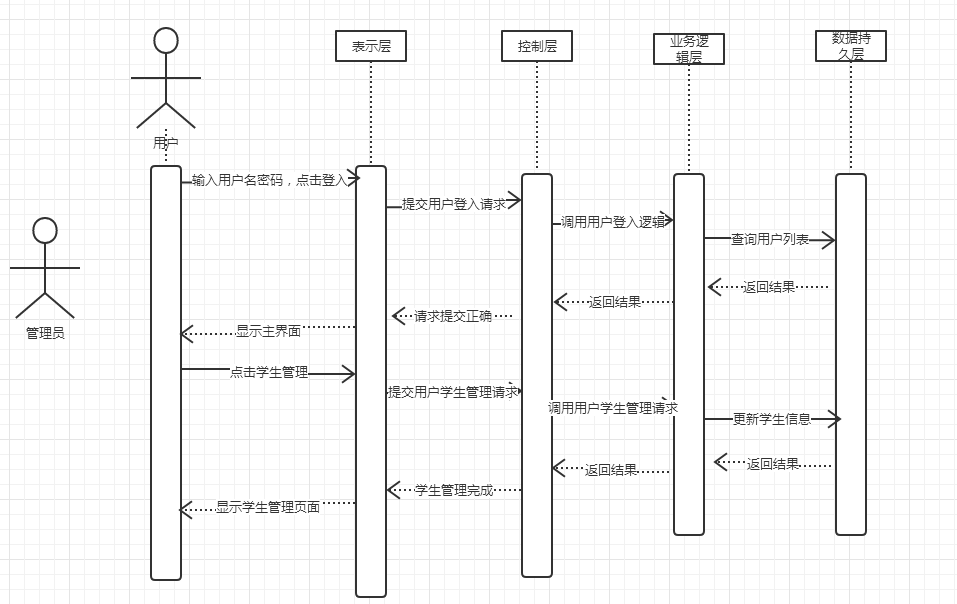 表示层
控制层
业务逻
辑层
数据持
久层
用户
输入用户名密码，点击登入
提交用户登入请求
调用用户登入逻辑
查询用户列表
返回结果
返回结果
请求提交正确
显示主界面
管理员
点击学生管理
提交用户学生管理请求
调用用户学生管理请求
更新学生信息
返回结果
返回结果
学生管理完成
显示学生管理页面